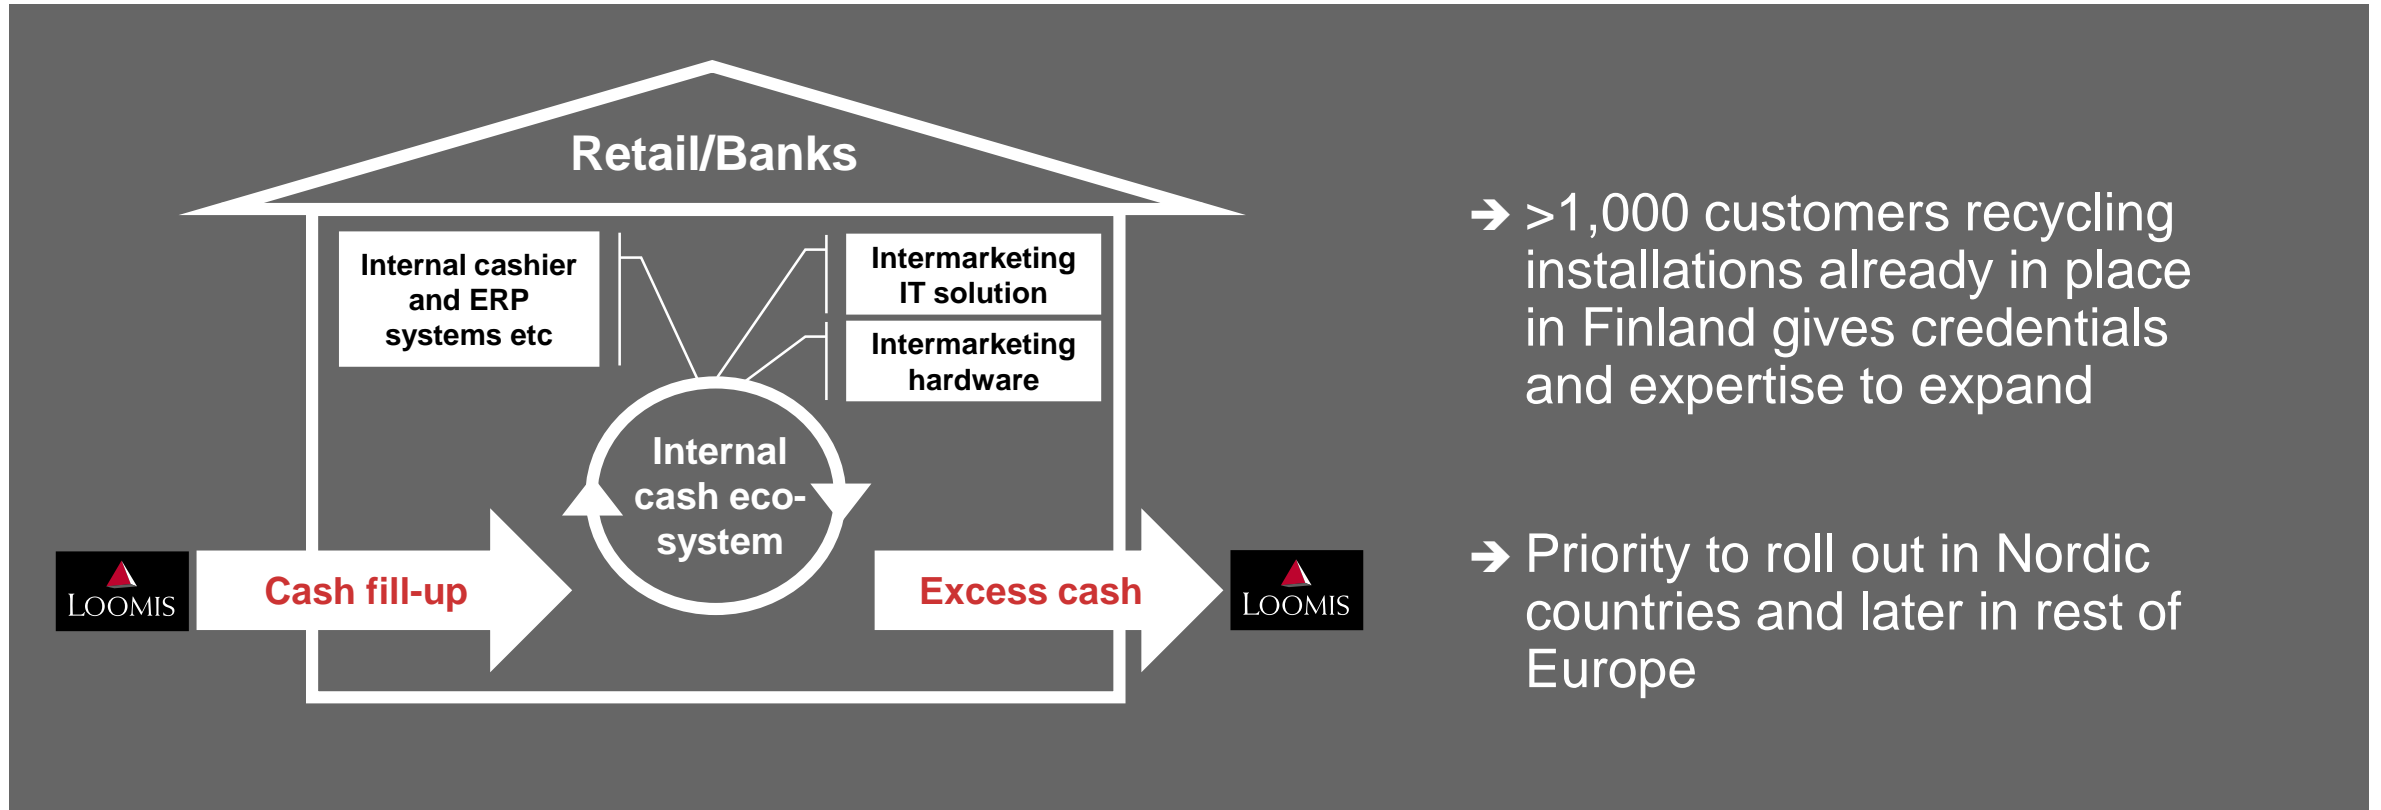 Retail/Banks
Internal cashier
and ERP
systems etc
Intermarketing
IT solution
Intermarketing
hardware
Internal
cash eco-
system
LOOMIS
Cash fill-up
Excess cash
LOOMIS
➔ >1,000 customers recycling
installations already in place
in Finland gives credentials
and expertise to expand
➔ Priority to roll out in Nordic
countries and later in rest of
Europe